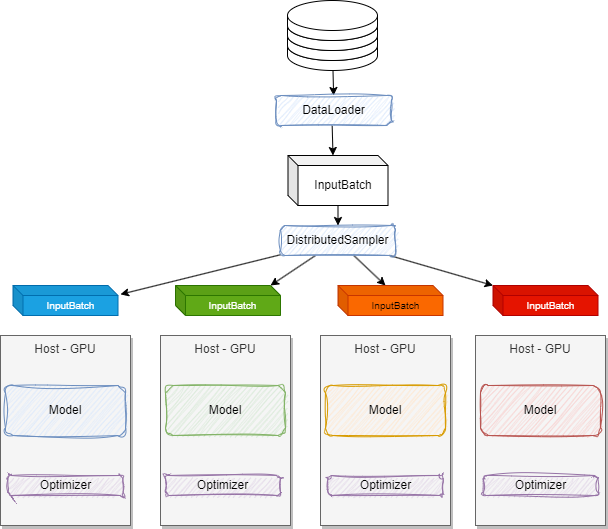 DataLoader
InputBatch
DistributedSampler
InputBatch
InputBatch
InputBatch
InputBatch
Host - GPU
Host - GPU
Host - GPU
Host - GPU
Model
Model
Model
Model
Optimizer
Optimizer
Optimizer
Optimizer